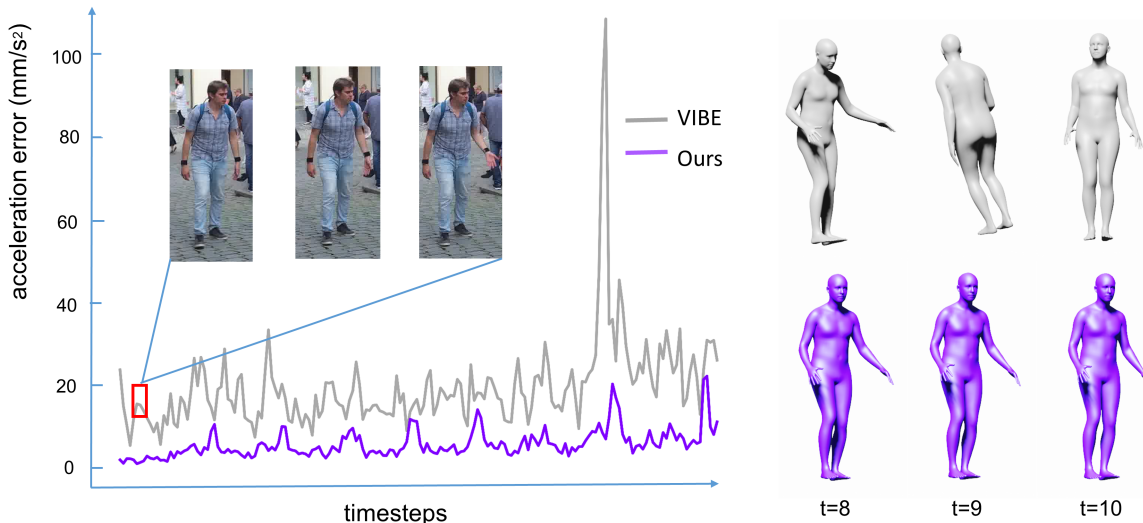 acceleration error (mm/s²)
100
80
60
40
20
0
VIBE
Ours
timesteps
t=8
t=9
t=10